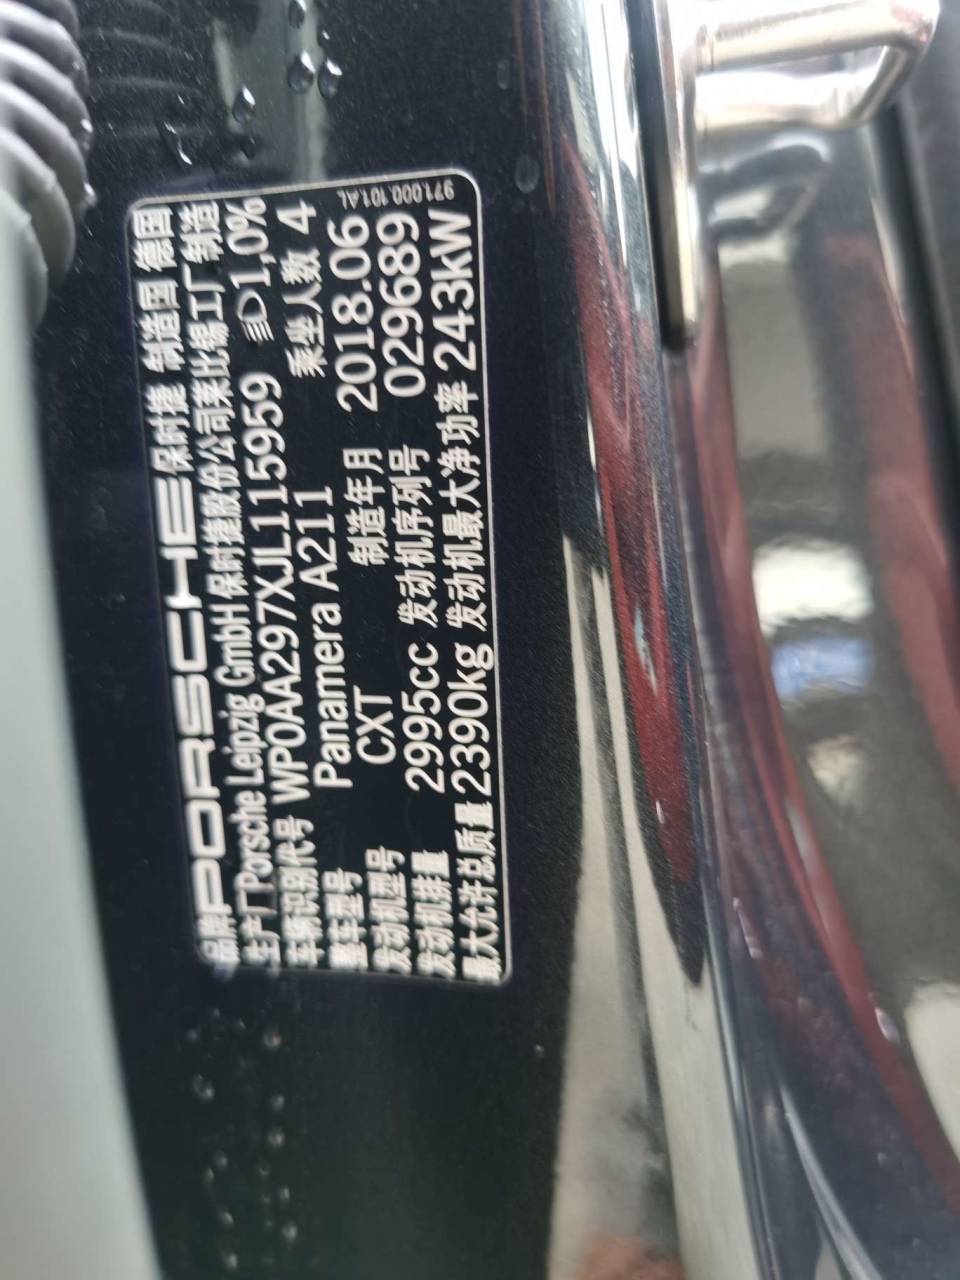 971.000.101.AL
品牌 PORSCHE 保时捷 制造国 德国
生产厂 Porsche Leipzig GmbH 保时捷股份公司莱比锡工厂制造
车辆识别代号 WP0AA297XJL115959 1,0%
整车型号 Panamera A211 乘坐人数 4
发动机型号 CXT 制造年月 2018.06
发动机排量 2995cc 发动机序列号 029689
最大允许总质量 2390kg 发动机最大净功率 243kW